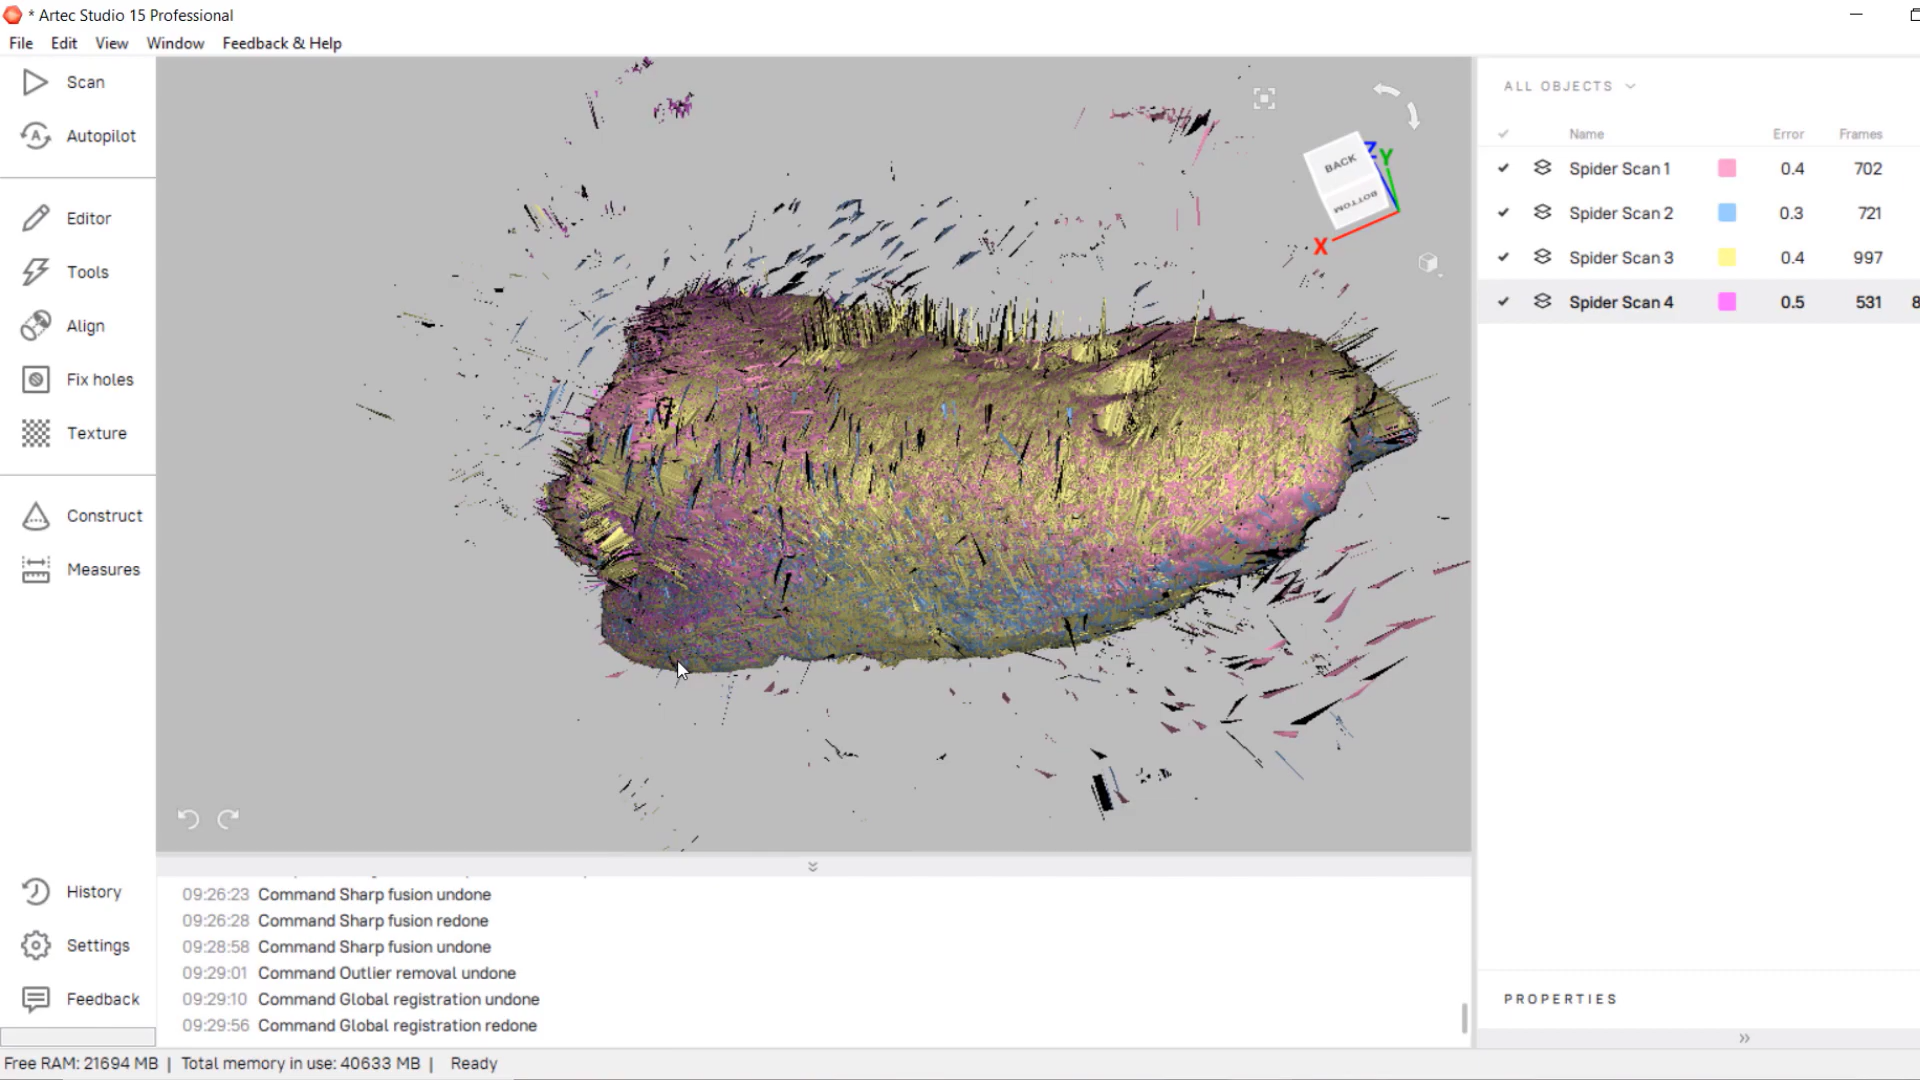 * Artec Studio 15 Professional
File Edit View Window Feedback & Help
Scan
Autopilot
Editor
Tools
Align
Fix holes
Texture
Construct
Measures
History
Settings
Feedback
BACK
BOTTOM
Z
Y
X
ALL OBJECTS
Name Error Frames
Spider Scan 1 0.4 702
Spider Scan 2 0.3 721
Spider Scan 3 0.4 997
Spider Scan 4 0.5 531 8
09:26:23 Command Sharp fusion undone
09:26:28 Command Sharp fusion redone
09:28:58 Command Sharp fusion undone
09:29:01 Command Outlier removal undone
09:29:10 Command Global registration undone
09:29:56 Command Global registration redone
PROPERTIES
Free RAM: 21694 MB | Total memory in use: 40633 MB | Ready